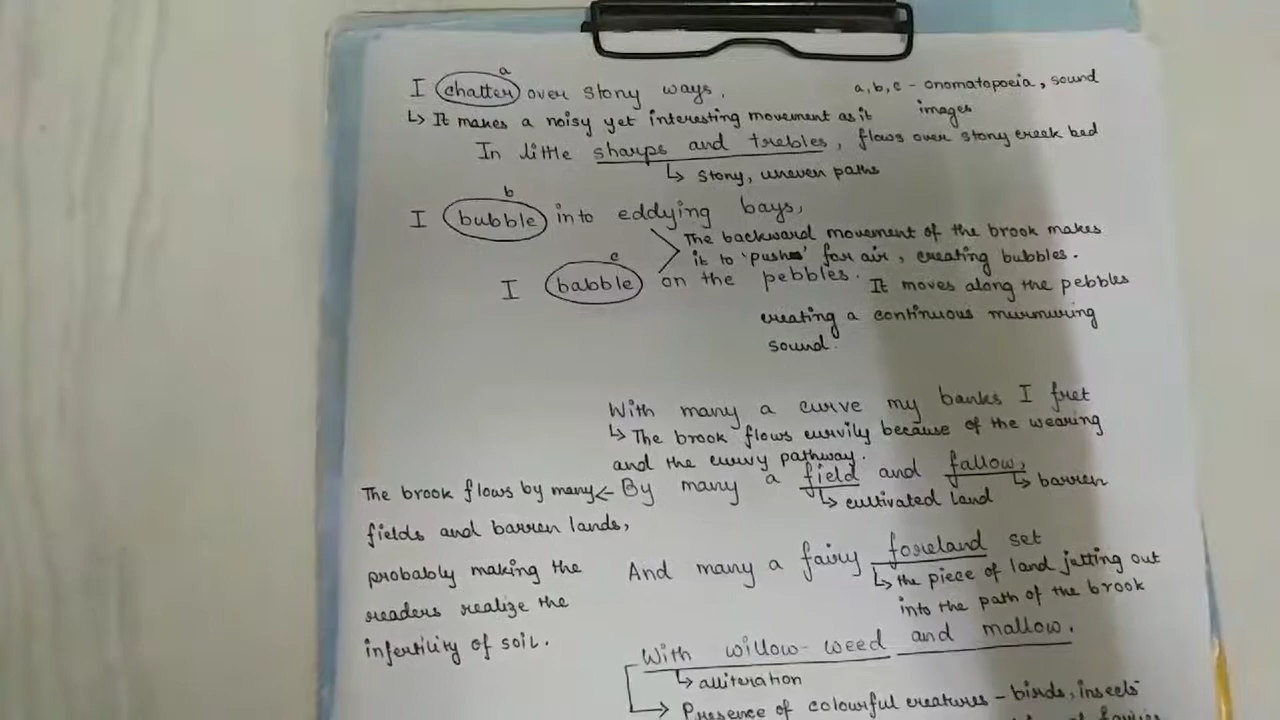 I chatter over stony ways,
a
a, b, c - onomatopoeia, sound
images
↳ It makes a noisy yet interesting movement as it
flows over stony creek bed
In little sharps and trebles,
↳ stony, uneven paths
b
I bubble into eddying bays,
The backward movement of the brook makes
it to 'push' for air, creating bubbles.
c
I babble on the pebbles.
It moves along the pebbles
creating a continuous murmuring
sound.
With many a curve my banks I fret
↳ The brook flows curvily because of the wearing
and the curvy pathway.
By many a field and fallow,
↳ cultivated land
↳ barren
The brook flows by many
fields and barren lands,
probably making the
readers realize the
infertility of soil.
And many a fairy foreland set
↳ the piece of land jutting out
into the path of the brook
With willow-weed and mallow.
↳ alliteration
→ Presence of colourful creatures - birds, insects